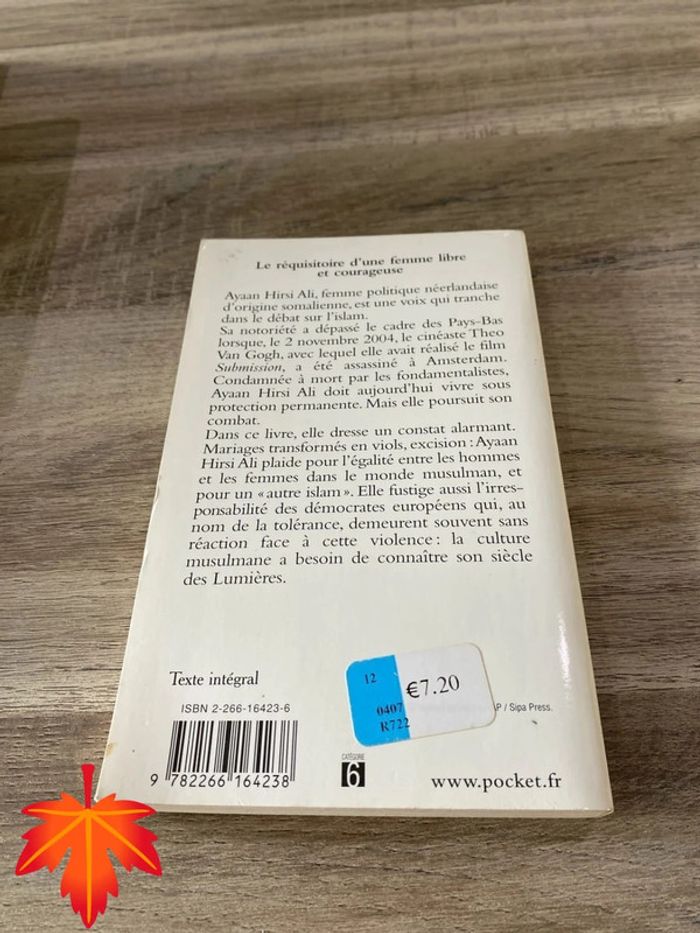 Le réquisitoire d'une femme libre
et courageuse
Ayaan Hirsi Ali, femme politique néerlandaise
d'origine somalienne, est une voix qui tranche
dans le débat sur l'islam.
Sa notoriété a dépassé le cadre des Pays-Bas
lorsque, le 2 novembre 2004, le cinéaste Theo
Van Gogh, avec lequel elle avait réalisé le film
Submission, a été assassiné à Amsterdam.
Condamnée à mort par les fondamentalistes,
Ayaan Hirsi Ali doit aujourd'hui vivre sous
protection permanente. Mais elle poursuit son
combat.
Dans ce livre, elle dresse un constat alarmant.
Mariages transformés en viols, excision : Ayaan
Hirsi Ali plaide pour l'égalité entre les hommes
et les femmes dans le monde musulman, et
pour un « autre islam ». Elle fustige aussi l'irres-
ponsabilité des démocrates européens qui, au
nom de la tolérance, demeurent souvent sans
réaction face à cette violence : la culture
musulmane a besoin de connaître son siècle
des Lumières.
Texte intégral
12
€7.20
0407
R722
ISBN 2-266-16423-6
P / Sipa Press.
9 782266 164238
CATÉGORIE
6
www.pocket.fr